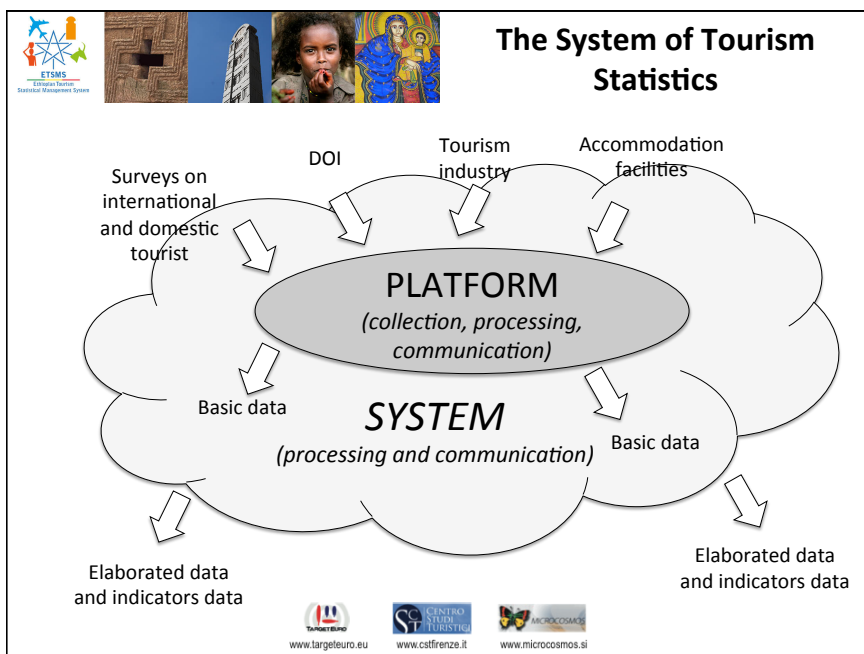 ETSMS
Ethiopian Tourism
Statistical Management System
The System of Tourism
Statistics
Surveys on
international
and domestic
tourist
DOI
Tourism
industry
Accommodation
facilities
PLATFORM
(collection, processing,
communication)
Basic data
SYSTEM
(processing and communication)
Basic data
Elaborated data
and indicators data
Elaborated data
and indicators data
TARGETEURO
www.targeteuro.eu
CENTRO
STUDI
TURISTICI
www.cstfirenze.it
MICROCOSMOS
www.microcosmos.si